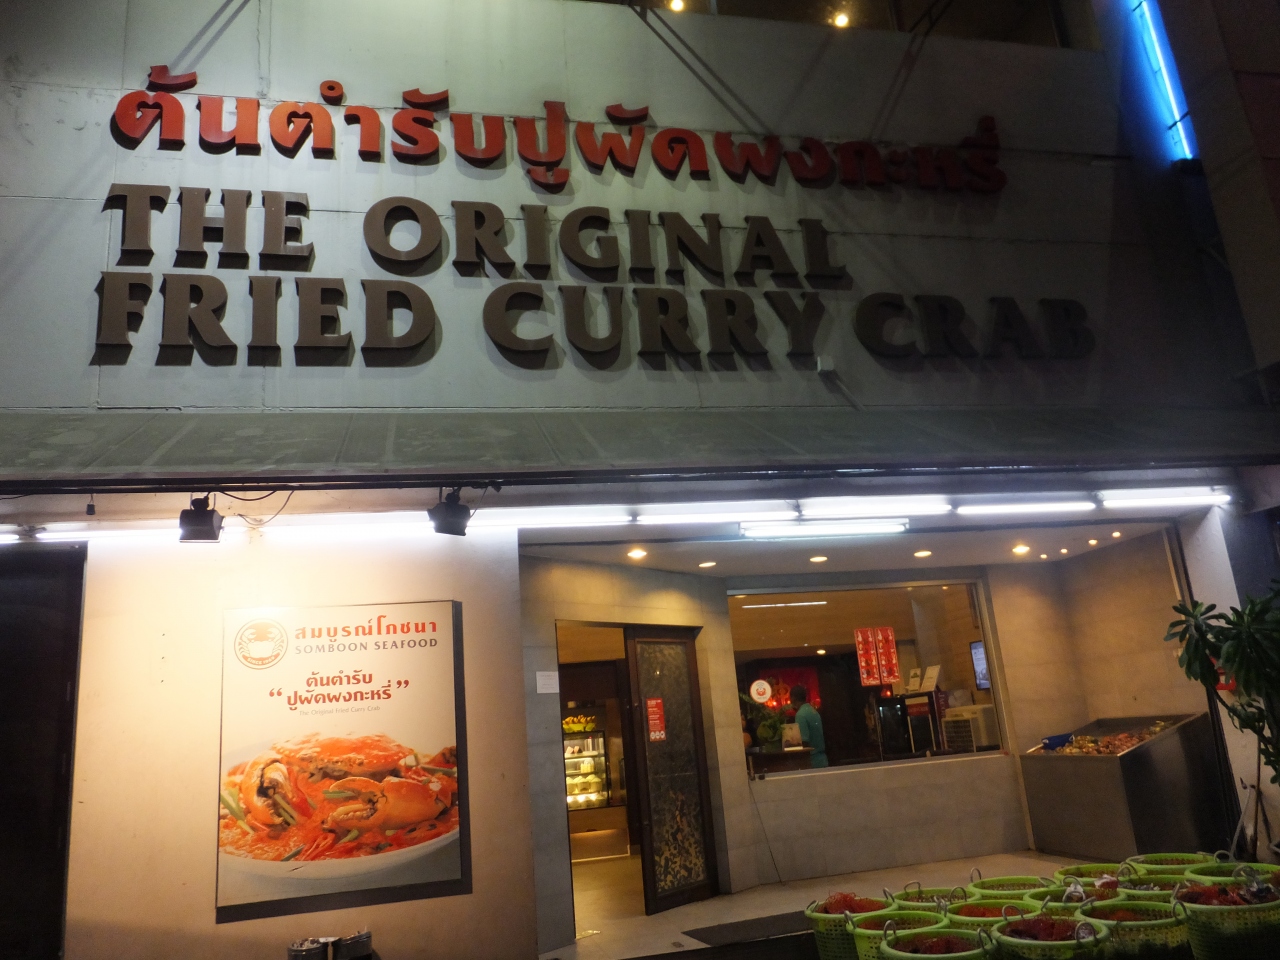 ต้นตำรับปูผัดผงกะหรี่
THE ORIGINAL
FRIED CURRY CRAB
สมบูรณ์โภชนา
SOMBOON SEAFOOD
ต้นตำรับ
“ปูผัดผงกะหรี่”
The Original Fried Curry Crab